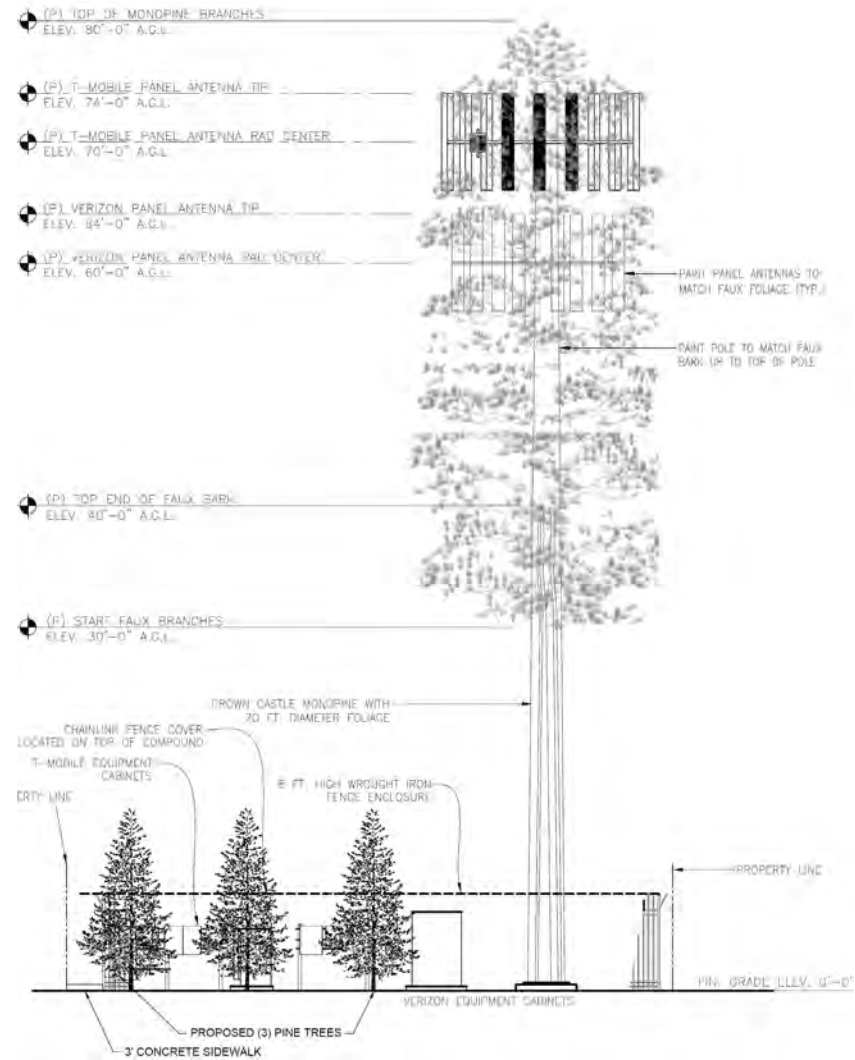 (P) TOP OF MONOPINE BRANCHES
ELEV. 80'-0" A.G.L.
(P) T-MOBILE PANEL ANTENNA TIP
ELEV. 74'-0" A.G.L.
(P) T-MOBILE PANEL ANTENNA RAD CENTER
ELEV. 70'-0" A.G.L.
(P) VERIZON PANEL ANTENNA TIP
ELEV. 64'-0" A.G.L.
(P) VERIZON PANEL ANTENNA RAD CENTER
ELEV. 60'-0" A.G.L.
PAINT PANEL ANTENNAS TO
MATCH FAUX FOLIAGE (TYP.)
PAINT POLE TO MATCH FAUX
BARK UP TO TOP OF POLE
(P) TOP END OF FAUX BARK
ELEV. 40'-0" A.G.L.
(P) START FAUX BRANCHES
ELEV. 30'-0" A.G.L.
CROWN CASTLE MONOPINE WITH
20 FT. DIAMETER FOLIAGE
CHAINLINK FENCE COVER
LOCATED ON TOP OF COMPOUND
T-MOBILE EQUIPMENT
CABINETS
8 FT. HIGH WROUGHT IRON
FENCE ENCLOSURE
ERTY LINE
PROPERTY LINE
FIN. GRADE ELEV. 0'-0"
VERIZON EQUIPMENT CABINETS
PROPOSED (3) PINE TREES
3' CONCRETE SIDEWALK